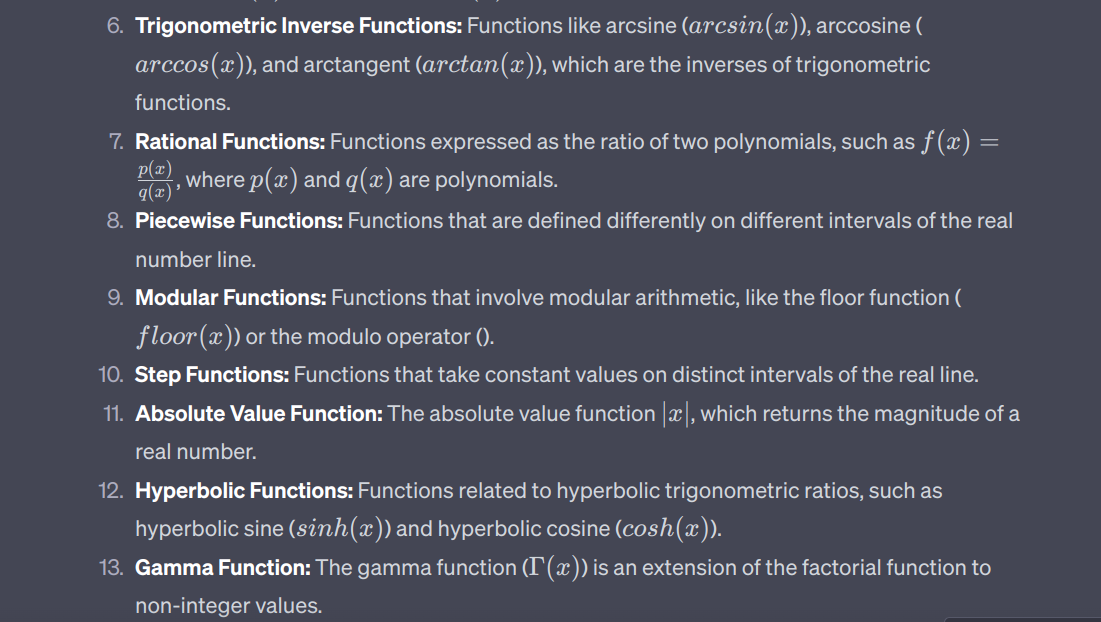 6. Trigonometric Inverse Functions: Functions like arcsine (arcsin(x)), arccosine (
arccos(x)), and arctangent (arctan(x)), which are the inverses of trigonometric
functions.
7. Rational Functions: Functions expressed as the ratio of two polynomials, such as f(x) =
p(x)/q(x), where p(x) and q(x) are polynomials.
8. Piecewise Functions: Functions that are defined differently on different intervals of the real
number line.
9. Modular Functions: Functions that involve modular arithmetic, like the floor function (
floor(x)) or the modulo operator ().
10. Step Functions: Functions that take constant values on distinct intervals of the real line.
11. Absolute Value Function: The absolute value function |x|, which returns the magnitude of a
real number.
12. Hyperbolic Functions: Functions related to hyperbolic trigonometric ratios, such as
hyperbolic sine (sinh(x)) and hyperbolic cosine (cosh(x)).
13. Gamma Function: The gamma function (Γ(x)) is an extension of the factorial function to
non-integer values.